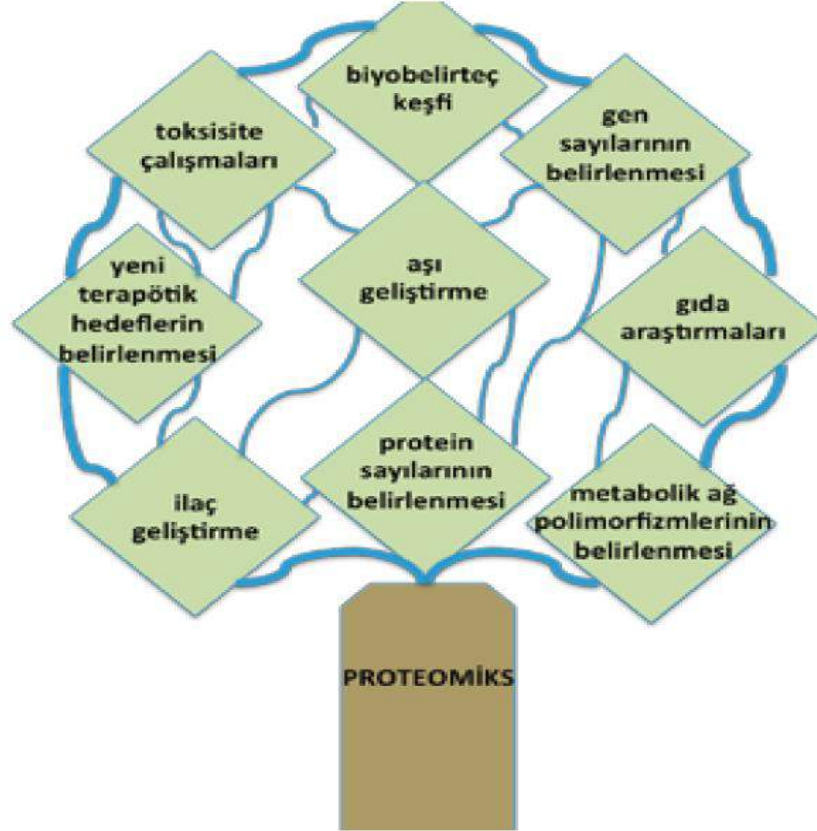 biyobelirteç
keşfi
toksisite
çalışmaları
gen
sayılarının
belirlenmesi
yeni
terapötik
hedeflerin
belirlenmesi
aşı
geliştirme
gıda
araştırmaları
ilaç
geliştirme
protein
sayılarının
belirlenmesi
metabolik ağ
polimorfizmlerinin
belirlenmesi
PROTEOMİKS